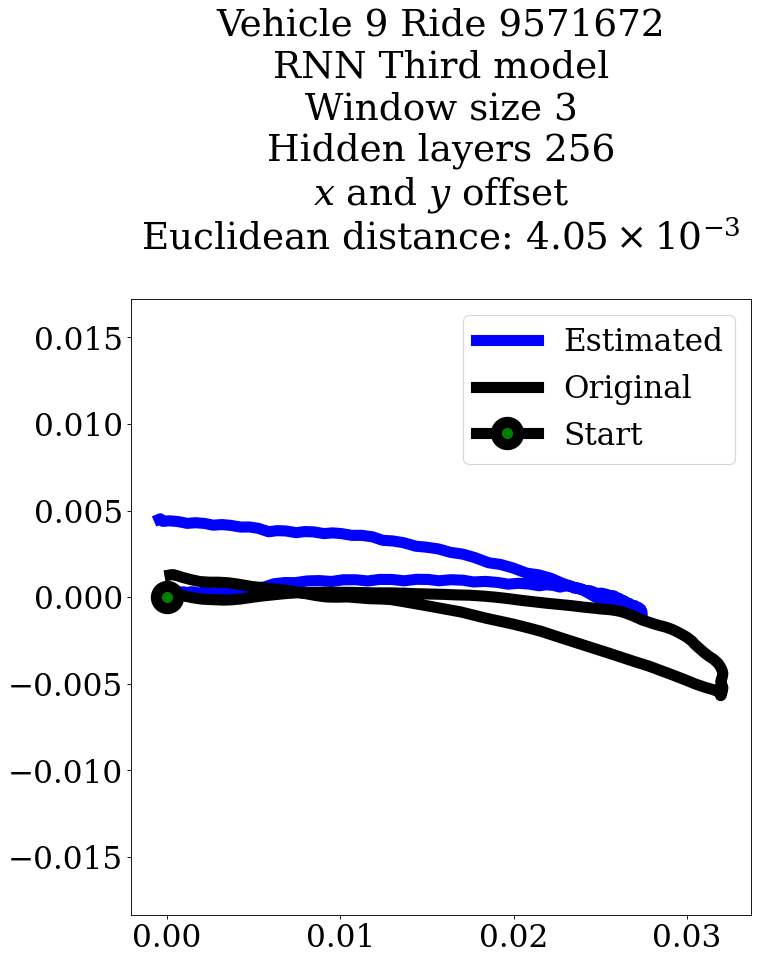 Vehicle 9 Ride 9571672
RNN Third model
Window size 3
Hidden layers 256
x and y offset
Euclidean distance: 4.05 × 10⁻³
Estimated
Original
Start
0.015
0.010
0.005
0.000
−0.005
−0.010
−0.015
0.00 0.01 0.02 0.03